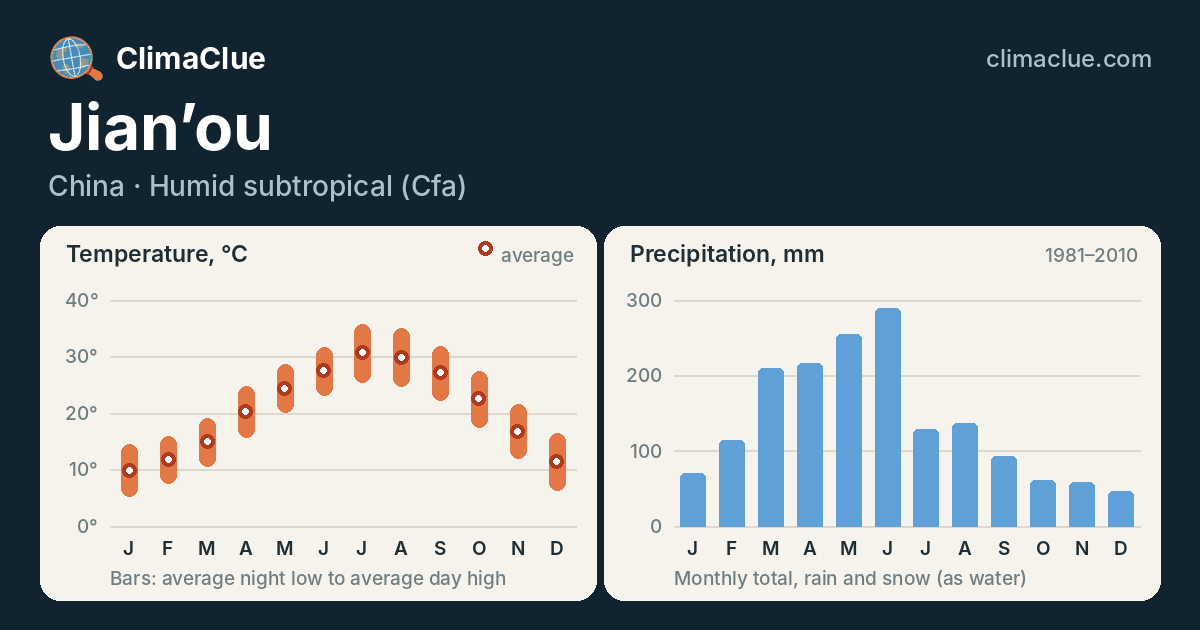 ClimaClue
climaclue.com
Jian’ou
China · Humid subtropical (Cfa)
Temperature, °C
average
40°
30°
20°
10°
0°
J F M A M J J A S O N D
Bars: average night low to average day high
Precipitation, mm
1981–2010
300
200
100
0
J F M A M J J A S O N D
Monthly total, rain and snow (as water)